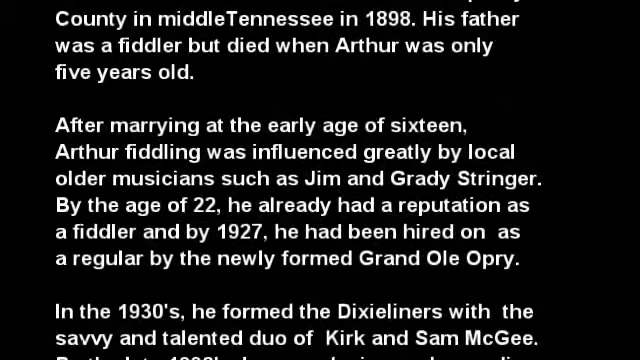 County in middleTennessee in 1898. His father
was a fiddler but died when Arthur was only
five years old.
After marrying at the early age of sixteen,
Arthur fiddling was influenced greatly by local
older musicians such as Jim and Grady Stringer.
By the age of 22, he already had a reputation as
a fiddler and by 1927, he had been hired on  as
a regular by the newly formed Grand Ole Opry.
In the 1930's, he formed the Dixieliners with  the
savvy and talented duo of  Kirk and Sam McGee.